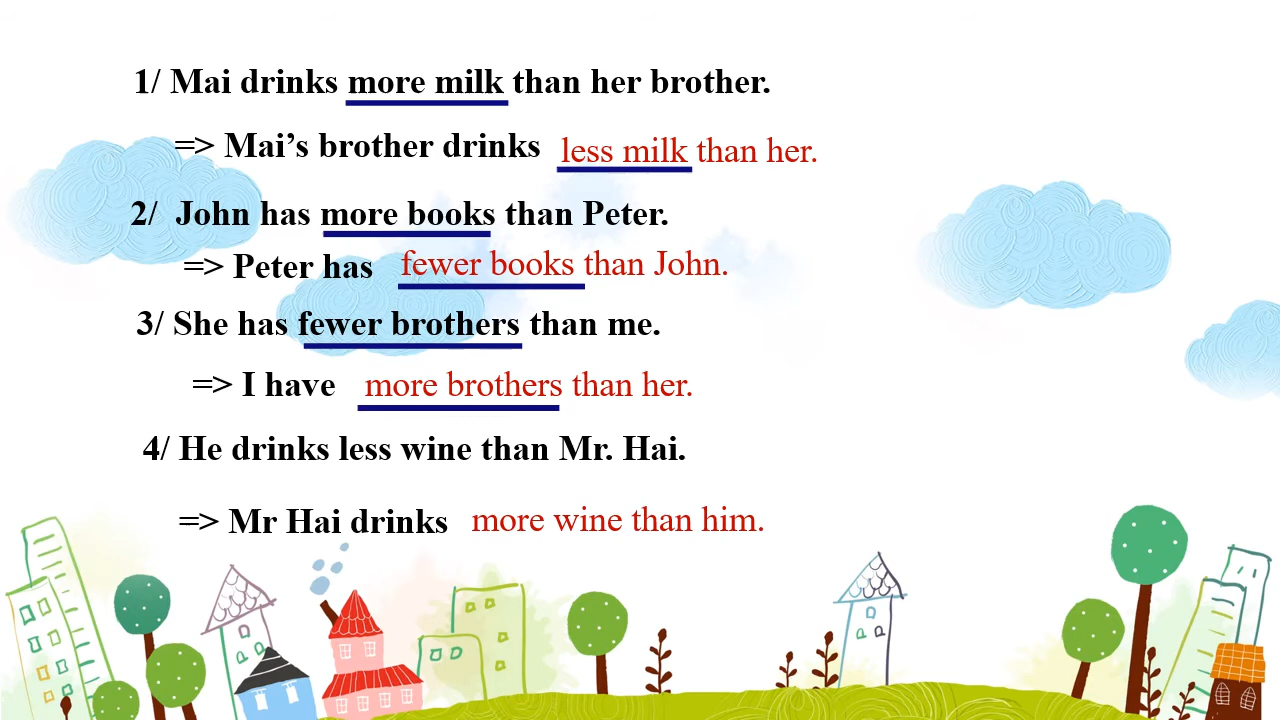 1/ Mai drinks more milk than her brother.
=> Mai’s brother drinks less milk than her.
2/ John has more books than Peter.
=> Peter has fewer books than John.
3/ She has fewer brothers than me.
=> I have more brothers than her.
4/ He drinks less wine than Mr. Hai.
=> Mr Hai drinks more wine than him.